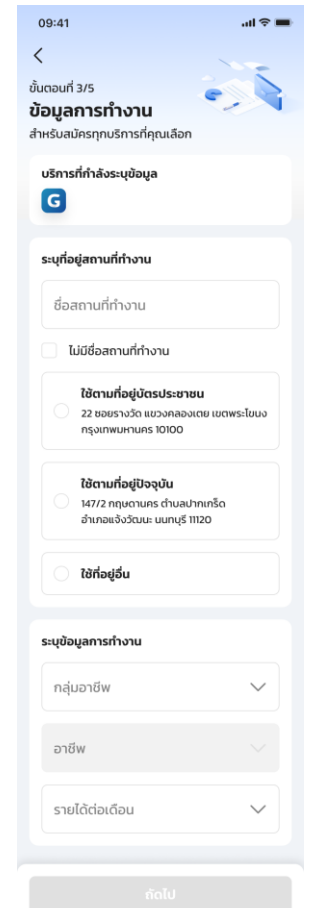 09:41
ขั้นตอนที่ 3/5
ข้อมูลการทำงาน
สำหรับสมัครทุกบริการที่คุณเลือก
บริการที่กำลังระบุข้อมูล
G
ระบุที่อยู่สถานที่ทำงาน
ชื่อสถานที่ทำงาน
ไม่มีชื่อสถานที่ทำงาน
ใช้ตามที่อยู่บัตรประชาชน
22 ซอยรางวัด แขวงคลองเตย เขตพระโขนง
กรุงเทพมหานคร 10100
ใช้ตามที่อยู่ปัจจุบัน
147/2 กฤษดานคร ตำบลปากเกร็ด
อำเภอแจ้งวัฒนะ นนทบุรี 11120
ใช้ที่อยู่อื่น
ระบุข้อมูลการทำงาน
กลุ่มอาชีพ
อาชีพ
รายได้ต่อเดือน
ถัดไป